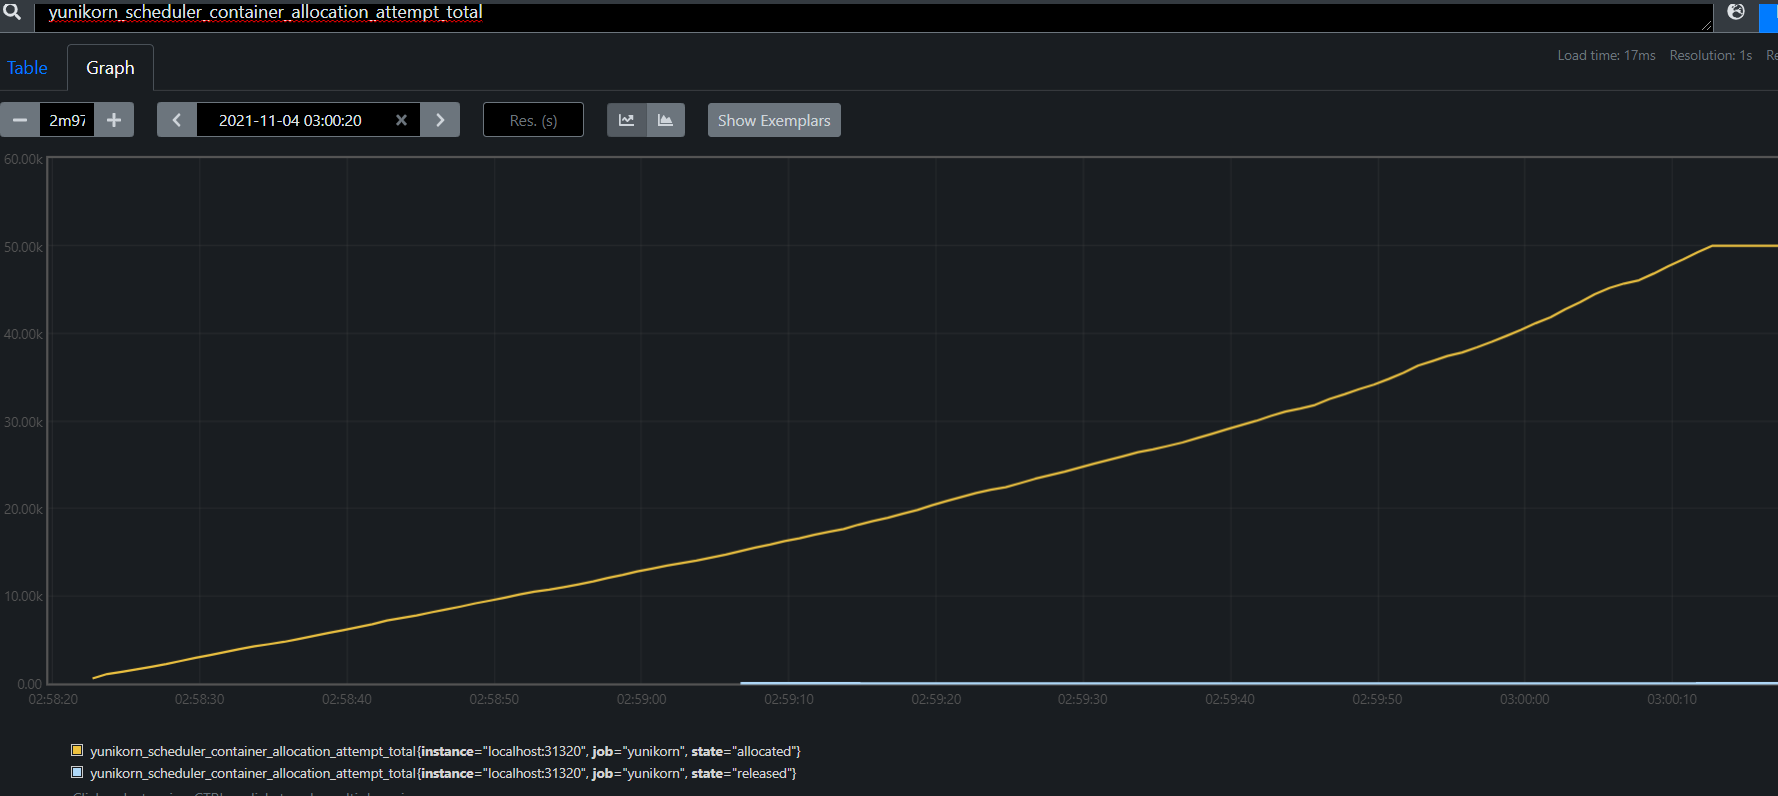 yunikorn_scheduler_container_allocation_attempt_total
Load time: 17ms Resolution: 1s Re
Table Graph
2m97 2021-11-04 03:00:20 Res. (s) Show Exemplars
60.00k
50.00k
40.00k
30.00k
20.00k
10.00k
0.00
02:58:20 02:58:30 02:58:40 02:58:50 02:59:00 02:59:10 02:59:20 02:59:30 02:59:40 02:59:50 03:00:00 03:00:10
yunikorn_scheduler_container_allocation_attempt_total{instance="localhost:31320", job="yunikorn", state="allocated"}
yunikorn_scheduler_container_allocation_attempt_total{instance="localhost:31320", job="yunikorn", state="released"}